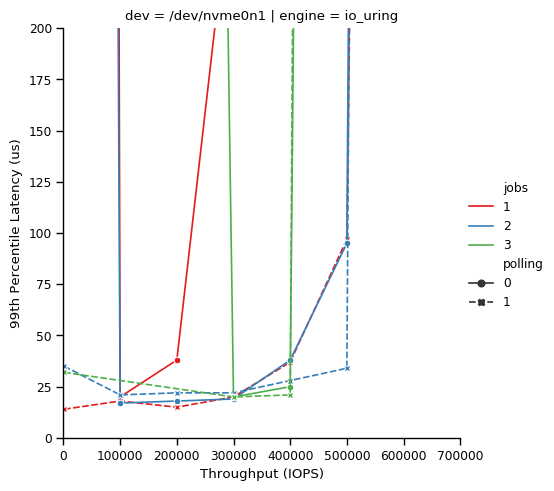 dev = /dev/nvme0n1 | engine = io_uring
200
175
150
125
100
75
50
25
0
99th Percentile Latency (us)
0 100000 200000 300000 400000 500000 600000 700000
Throughput (IOPS)
jobs
1
2
3
polling
0
1